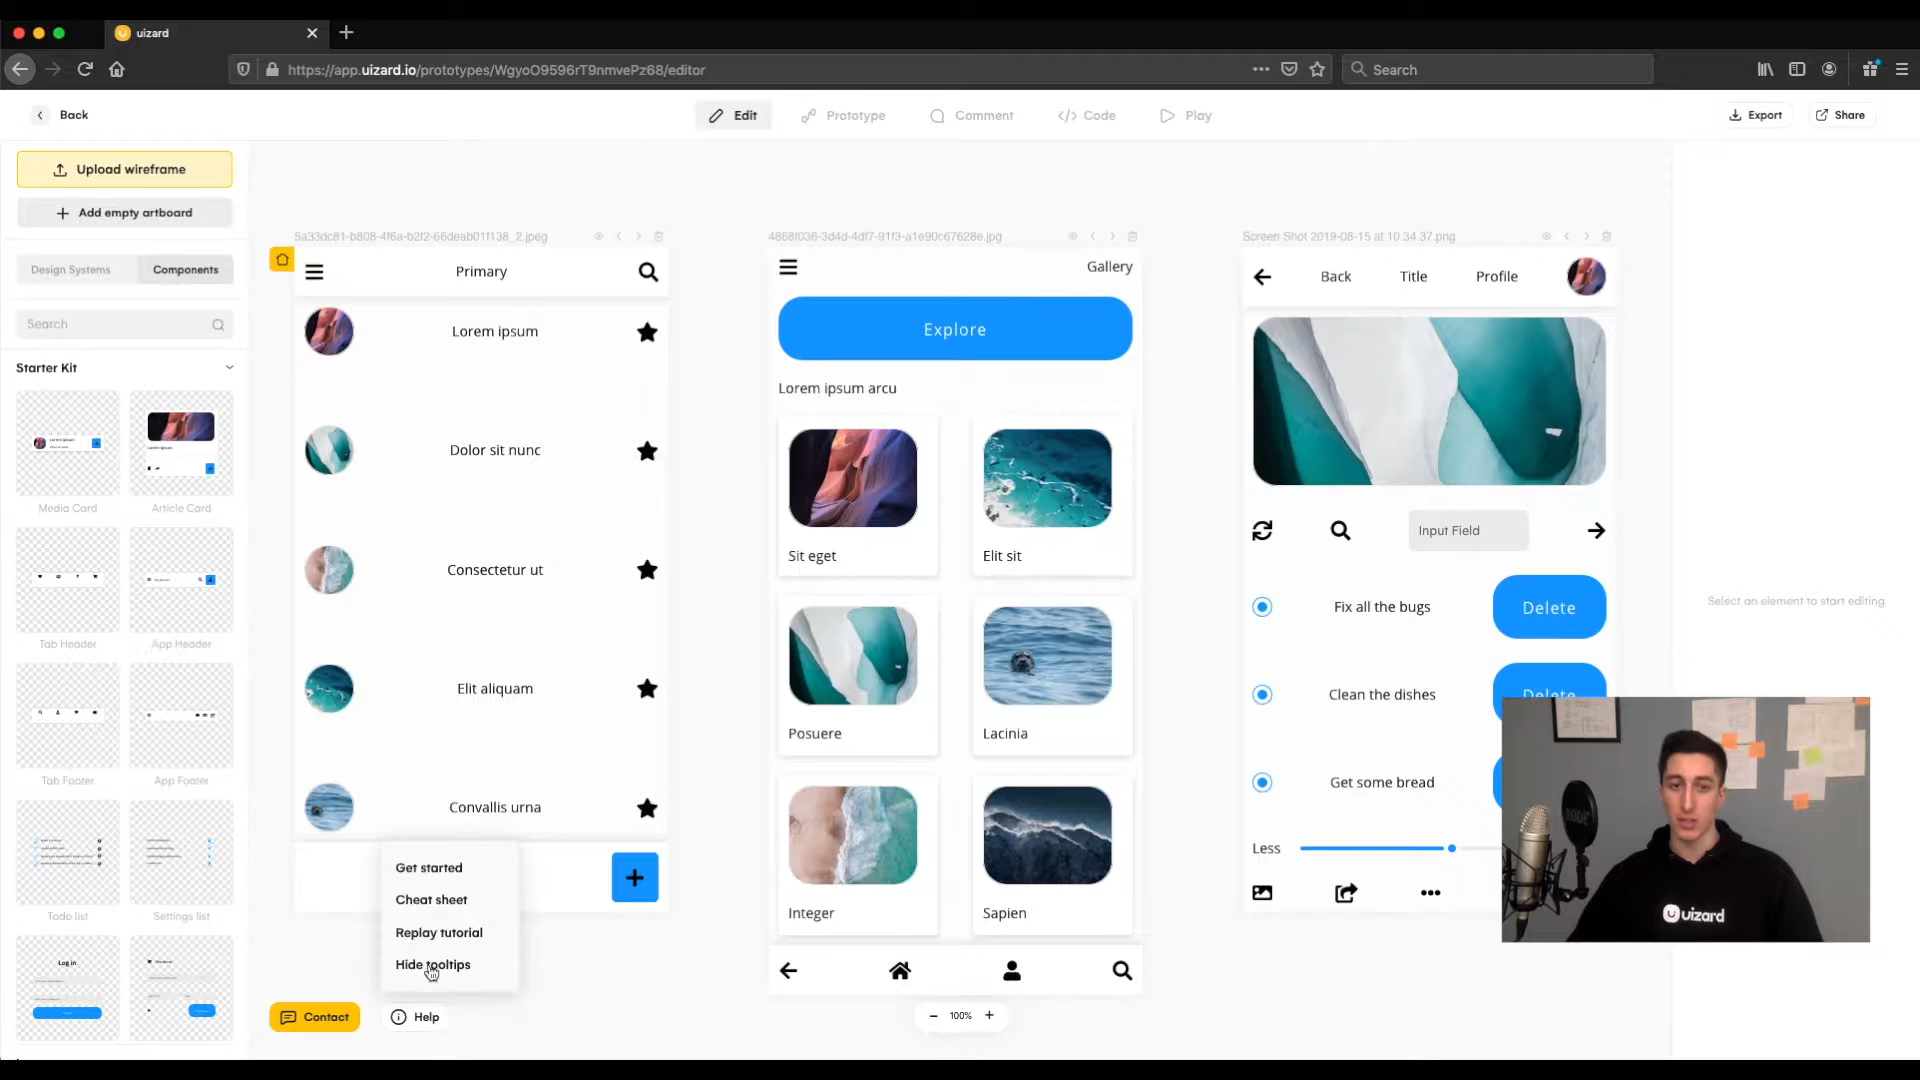 uizard
https://app.uizard.io/prototypes/WgyoO9596rT9nmvePz68/editor
Search
Back
Edit
Prototype
Comment
Code
Play
Export
Share
Upload wireframe
Add empty artboard
Design Systems
Components
Search
Starter Kit
Media Card
Article Card
Tab Header
App Header
Tab Footer
App Footer
Todo list
Settings list
Log in
5a33dc81-b808-4f6a-b2f2-66deab01f138_2.jpeg
Primary
Lorem ipsum
Dolor sit nunc
Consectetur ut
Elit aliquam
Convallis urna
Get started
Cheat sheet
Replay tutorial
Hide tooltips
Contact
Help
4868f036-3d4d-4df7-91f3-a1e90c67628e.jpg
Gallery
Explore
Lorem ipsum arcu
Sit eget
Elit sit
Posuere
Lacinia
Integer
Sapien
100%
Screen Shot 2019-08-15 at 10.34.37.png
Back
Title
Profile
Input Field
Fix all the bugs
Delete
Clean the dishes
Delete
Get some bread
Less
Select an element to start editing
RØDE
uizard